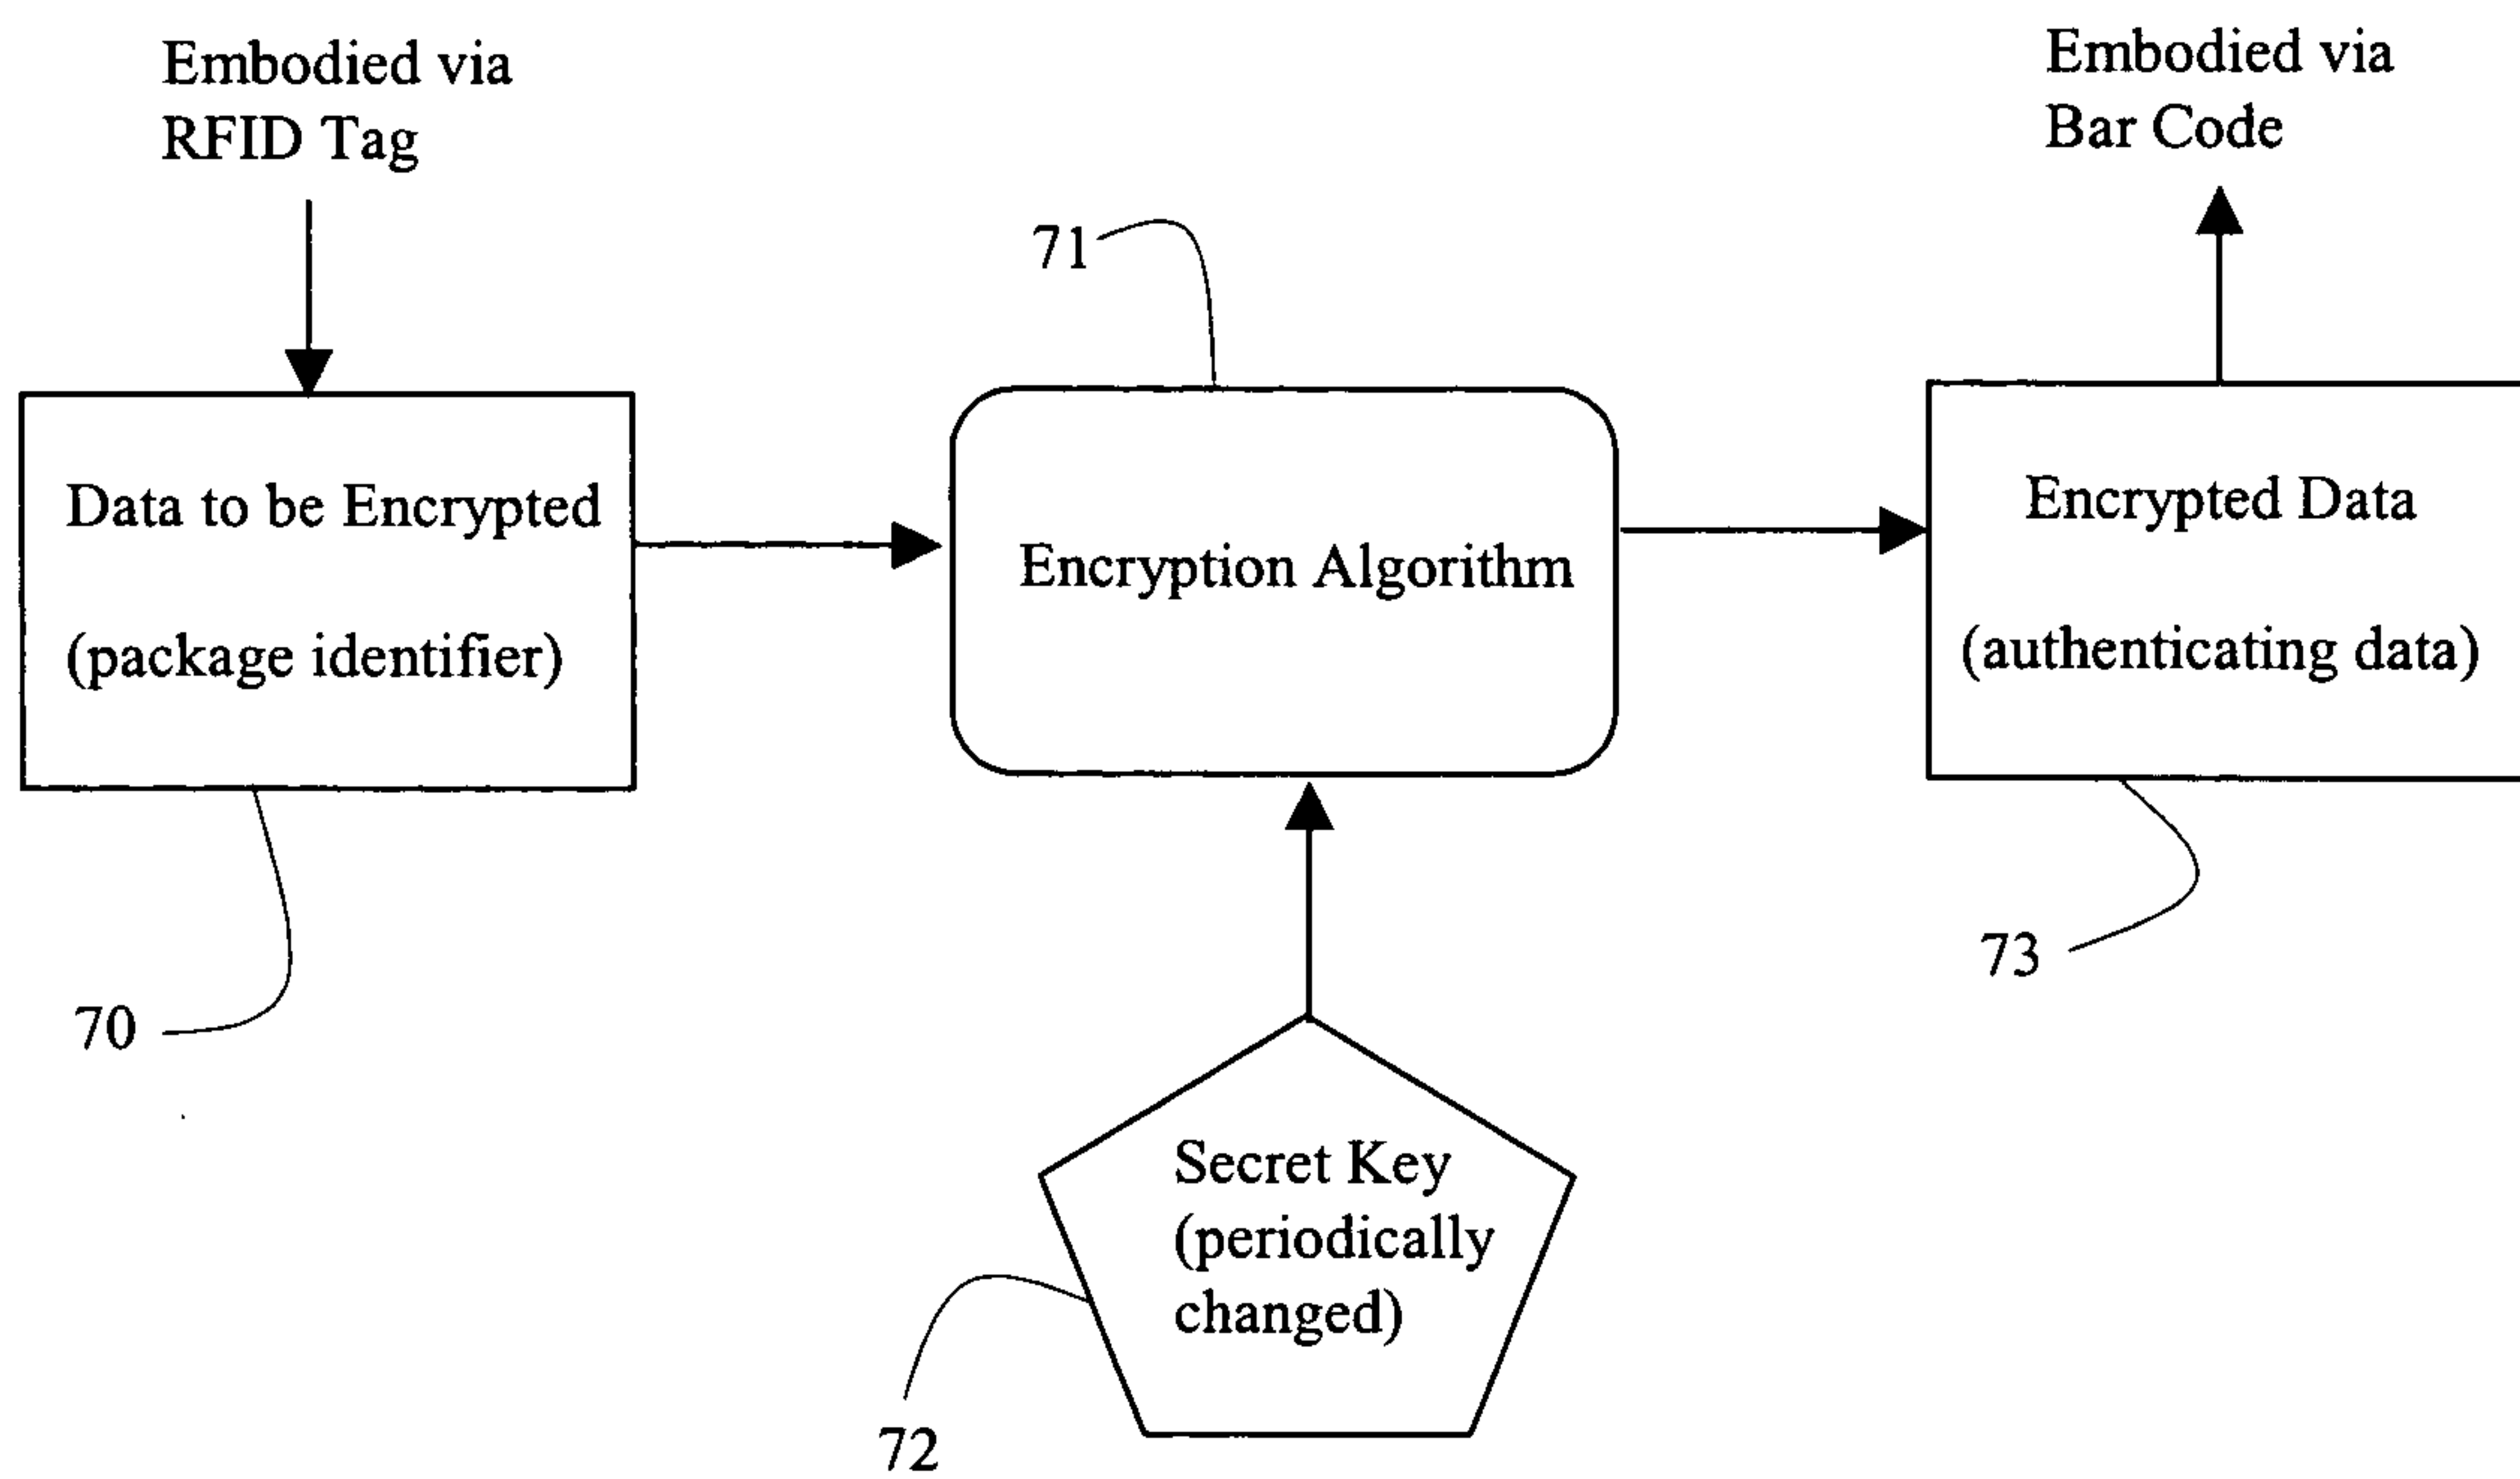 Embodied via
RFID Tag
Embodied via
Bar Code
71
Data to be Encrypted
(package identifier)
Encryption Algorithm
Encrypted Data
(authenticating data)
70
73
Secret Key
(periodically
changed)
72